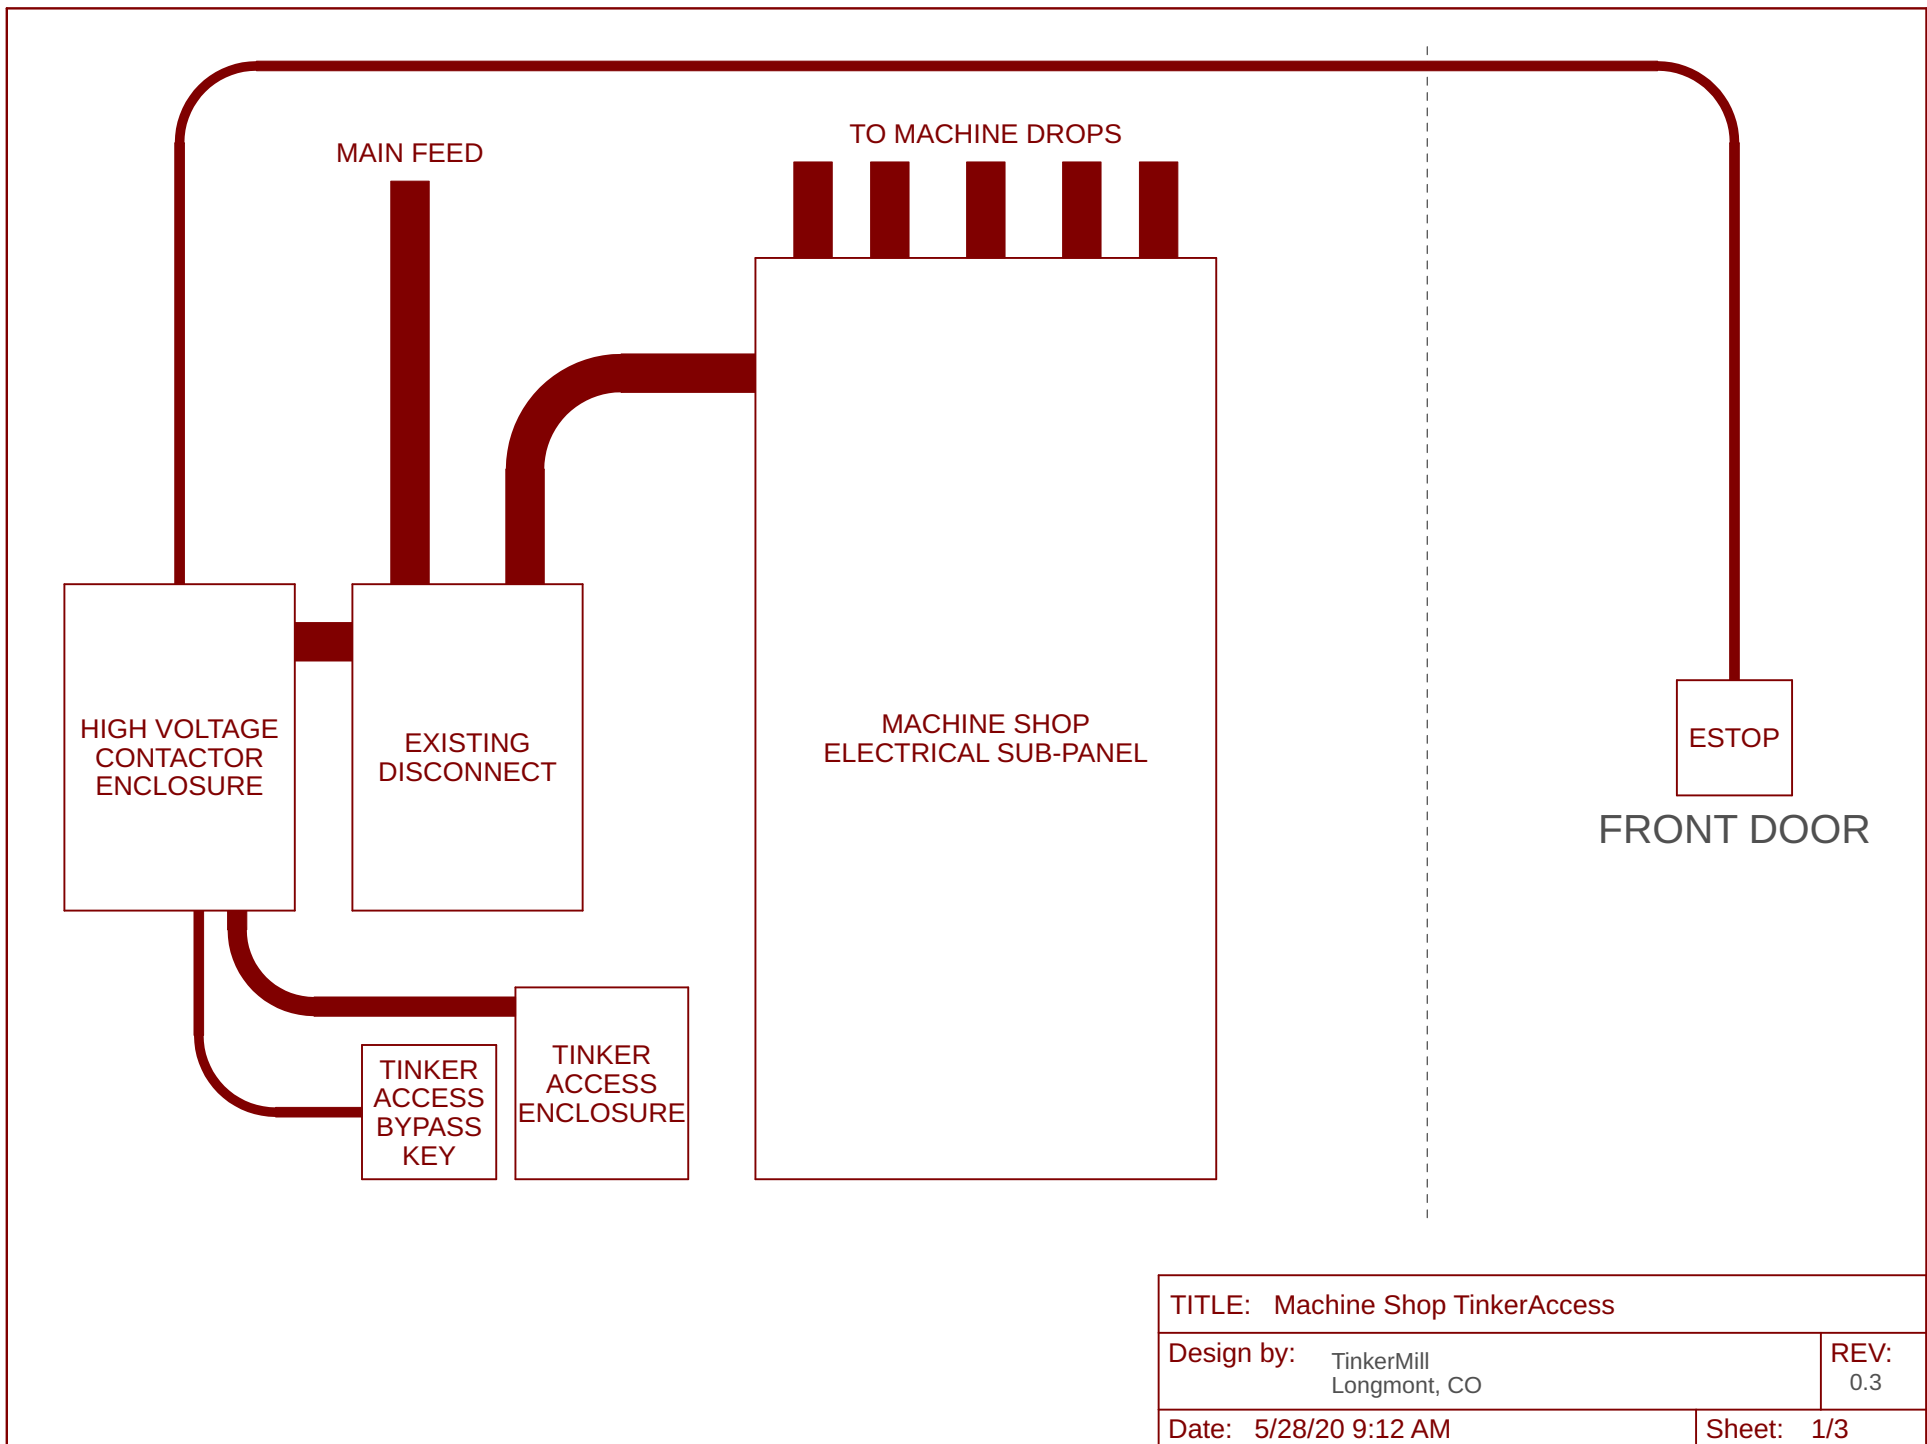 MAIN FEED
TO MACHINE DROPS
HIGH VOLTAGE
CONTACTOR
ENCLOSURE
EXISTING
DISCONNECT
MACHINE SHOP
ELECTRICAL SUB-PANEL
ESTOP
FRONT DOOR
TINKER
ACCESS
BYPASS
KEY
TINKER
ACCESS
ENCLOSURE
TITLE: Machine Shop TinkerAccess
Design by: TinkerMill
Longmont, CO
REV:
0.3
Date: 5/28/20 9:12 AM
Sheet: 1/3